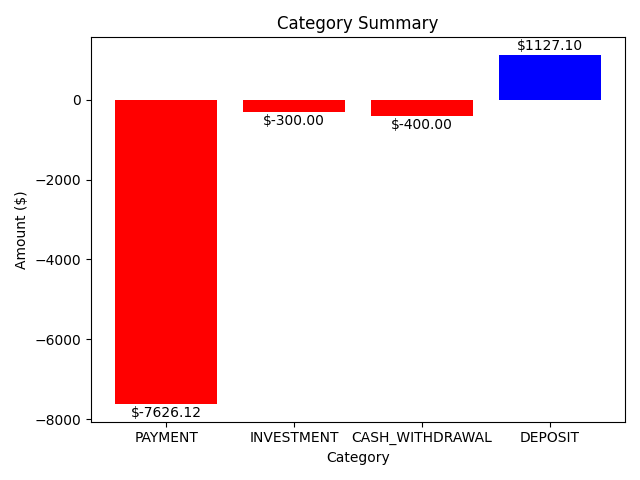 Category Summary
$1127.10
0
$-300.00
$-400.00
−2000
Amount ($)
−4000
−6000
$-7626.12
−8000
PAYMENT INVESTMENT CASH_WITHDRAWAL DEPOSIT
Category